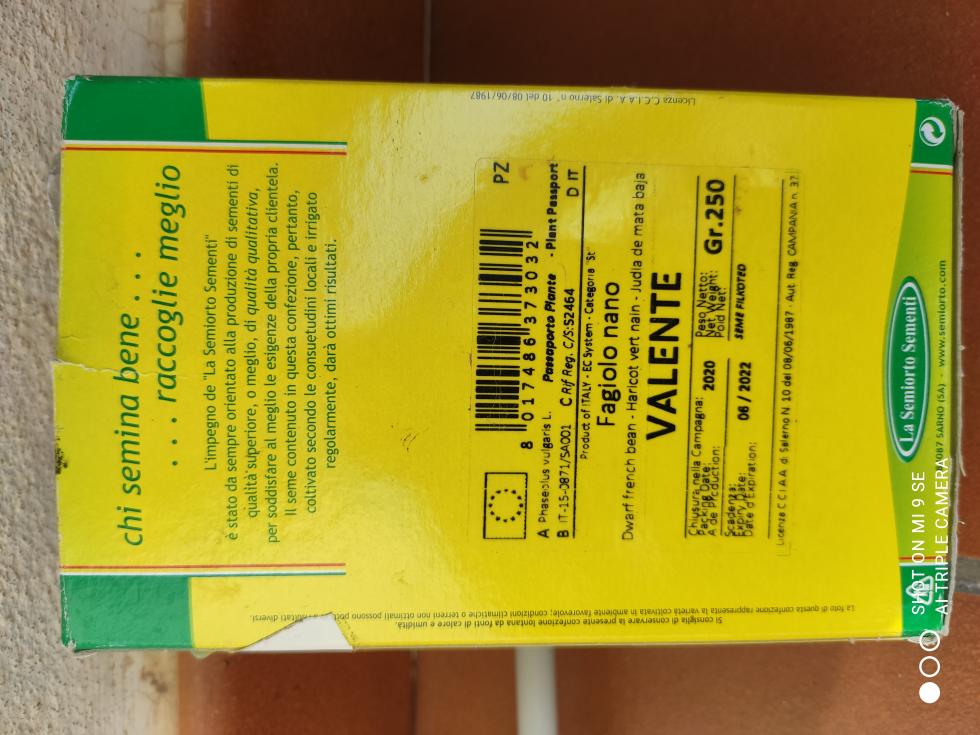 chi semina bene . . .
. . . raccoglie meglio
L'impegno de "La Semiorto Sementi"
è stato da sempre orientato alla produzione di sementi di
qualità superiore, o meglio, di qualità qualitativa,
per soddisfare al meglio le esigenze della propria clientela.
Il seme contenuto in questa confezione, pertanto,
coltivato secondo le consuetudini locali e irrigato
regolarmente, darà ottimi risultati.
PZ
8 017486 373032
A Phaseolus vulgaris L. Passaporto Piante - Plant Passport
B IT-15-0871/SA001 C Rif Reg. C/S:S2464 D IT
Product of ITALY - EC System - Categoria "St"
Fagiolo nano
Dwarf french bean - Haricot vert nain - Judia de mata baja
VALENTE
Chiusura nella Campagna: 2020
Packing Date:
A de Production:
Peso Netto:
Net Weight: Gr.250
Poid Net:
Scadenza:
Expiry Date: 06 / 2022
Date d'Expiration:
Licenza C C I A A di Salerno N 10 del 08/06/1987 - Aut Reg CAMPANIA n. 37
La Semiorto Sementi
087 SARNO (SA) - www.semiorto.com
Licenza C.C.I.A.A. di Salerno n° 10 del 08/06/1987
Si consiglia di conservare la presente confezione lontana da fonti di calore e umidità.
La foto di questa confezione rappresenta la varietà coltivata in ambiente favorevole; condizioni climatiche o terreni non ottimali possono diversi.
SHOT ON MI 9 SE
AI TRIPLE CAMERA